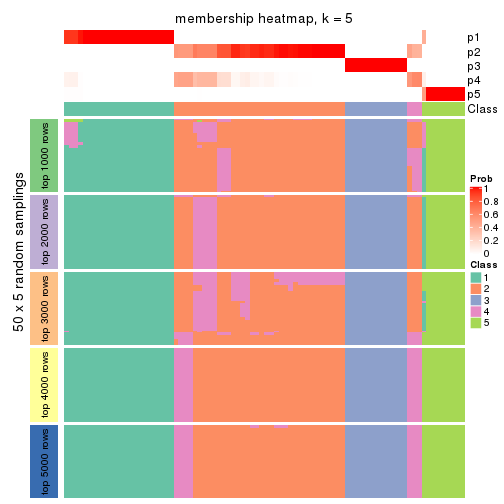 membership heatmap, k = 5
p1
p2
p3
p4
p5
Class
50 x 5 random samplings
top 1000 rows
top 2000 rows
top 3000 rows
top 4000 rows
top 5000 rows
Prob
1
0.8
0.6
0.4
0.2
0
Class
1
2
3
4
5